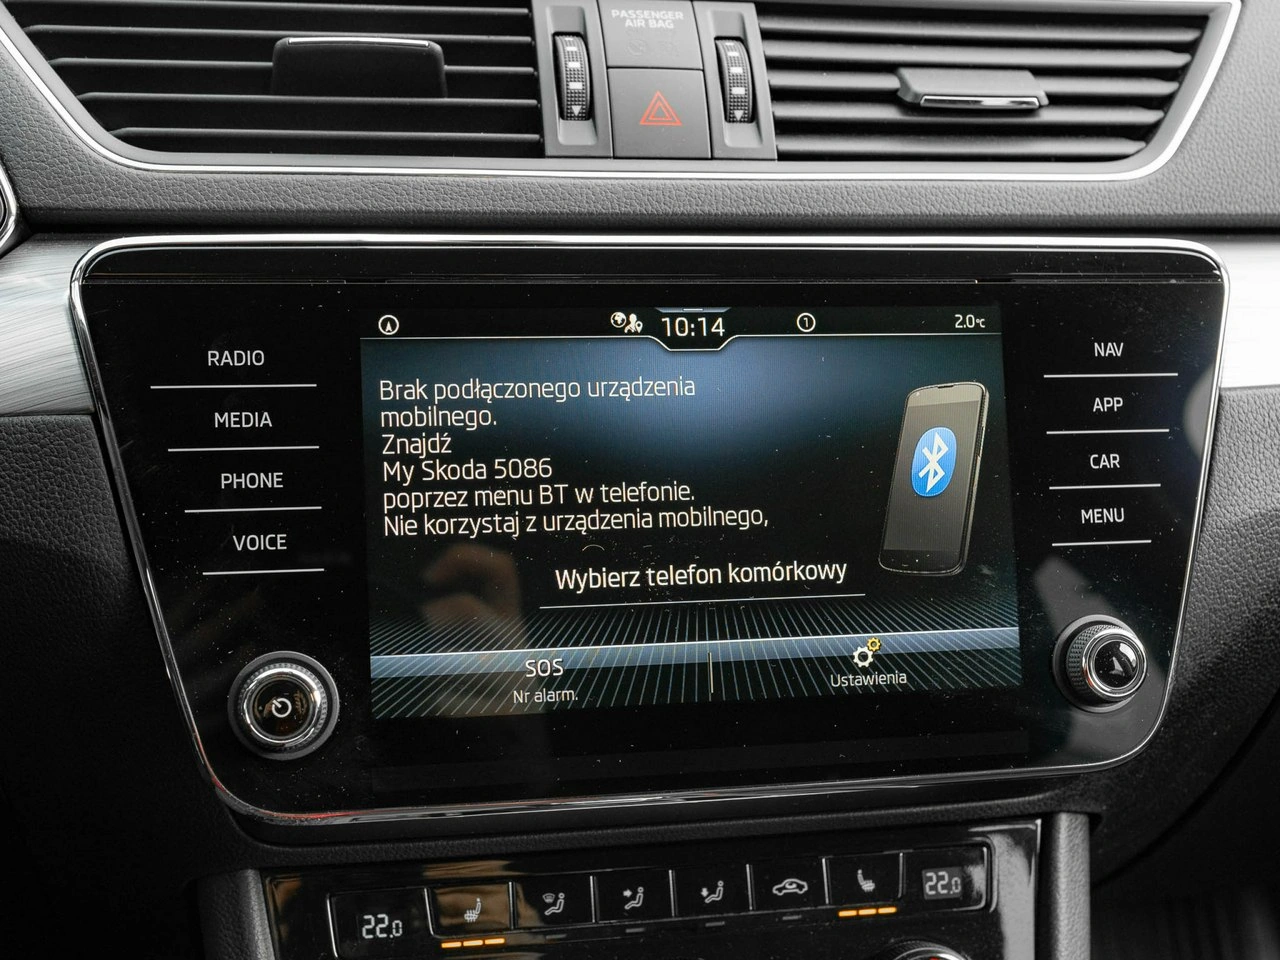 PASSENGER
AIR BAG
10:14
1
2.0°C
RADIO
MEDIA
PHONE
VOICE
NAV
APP
CAR
MENU
Brak podłączonego urządzenia
mobilnego.
Znajdź
My Skoda 5086
poprzez menu BT w telefonie.
Nie korzystaj z urządzenia mobilnego,
Wybierz telefon komórkowy
SOS
Nr alarm.
Ustawienia
22.0
22.0